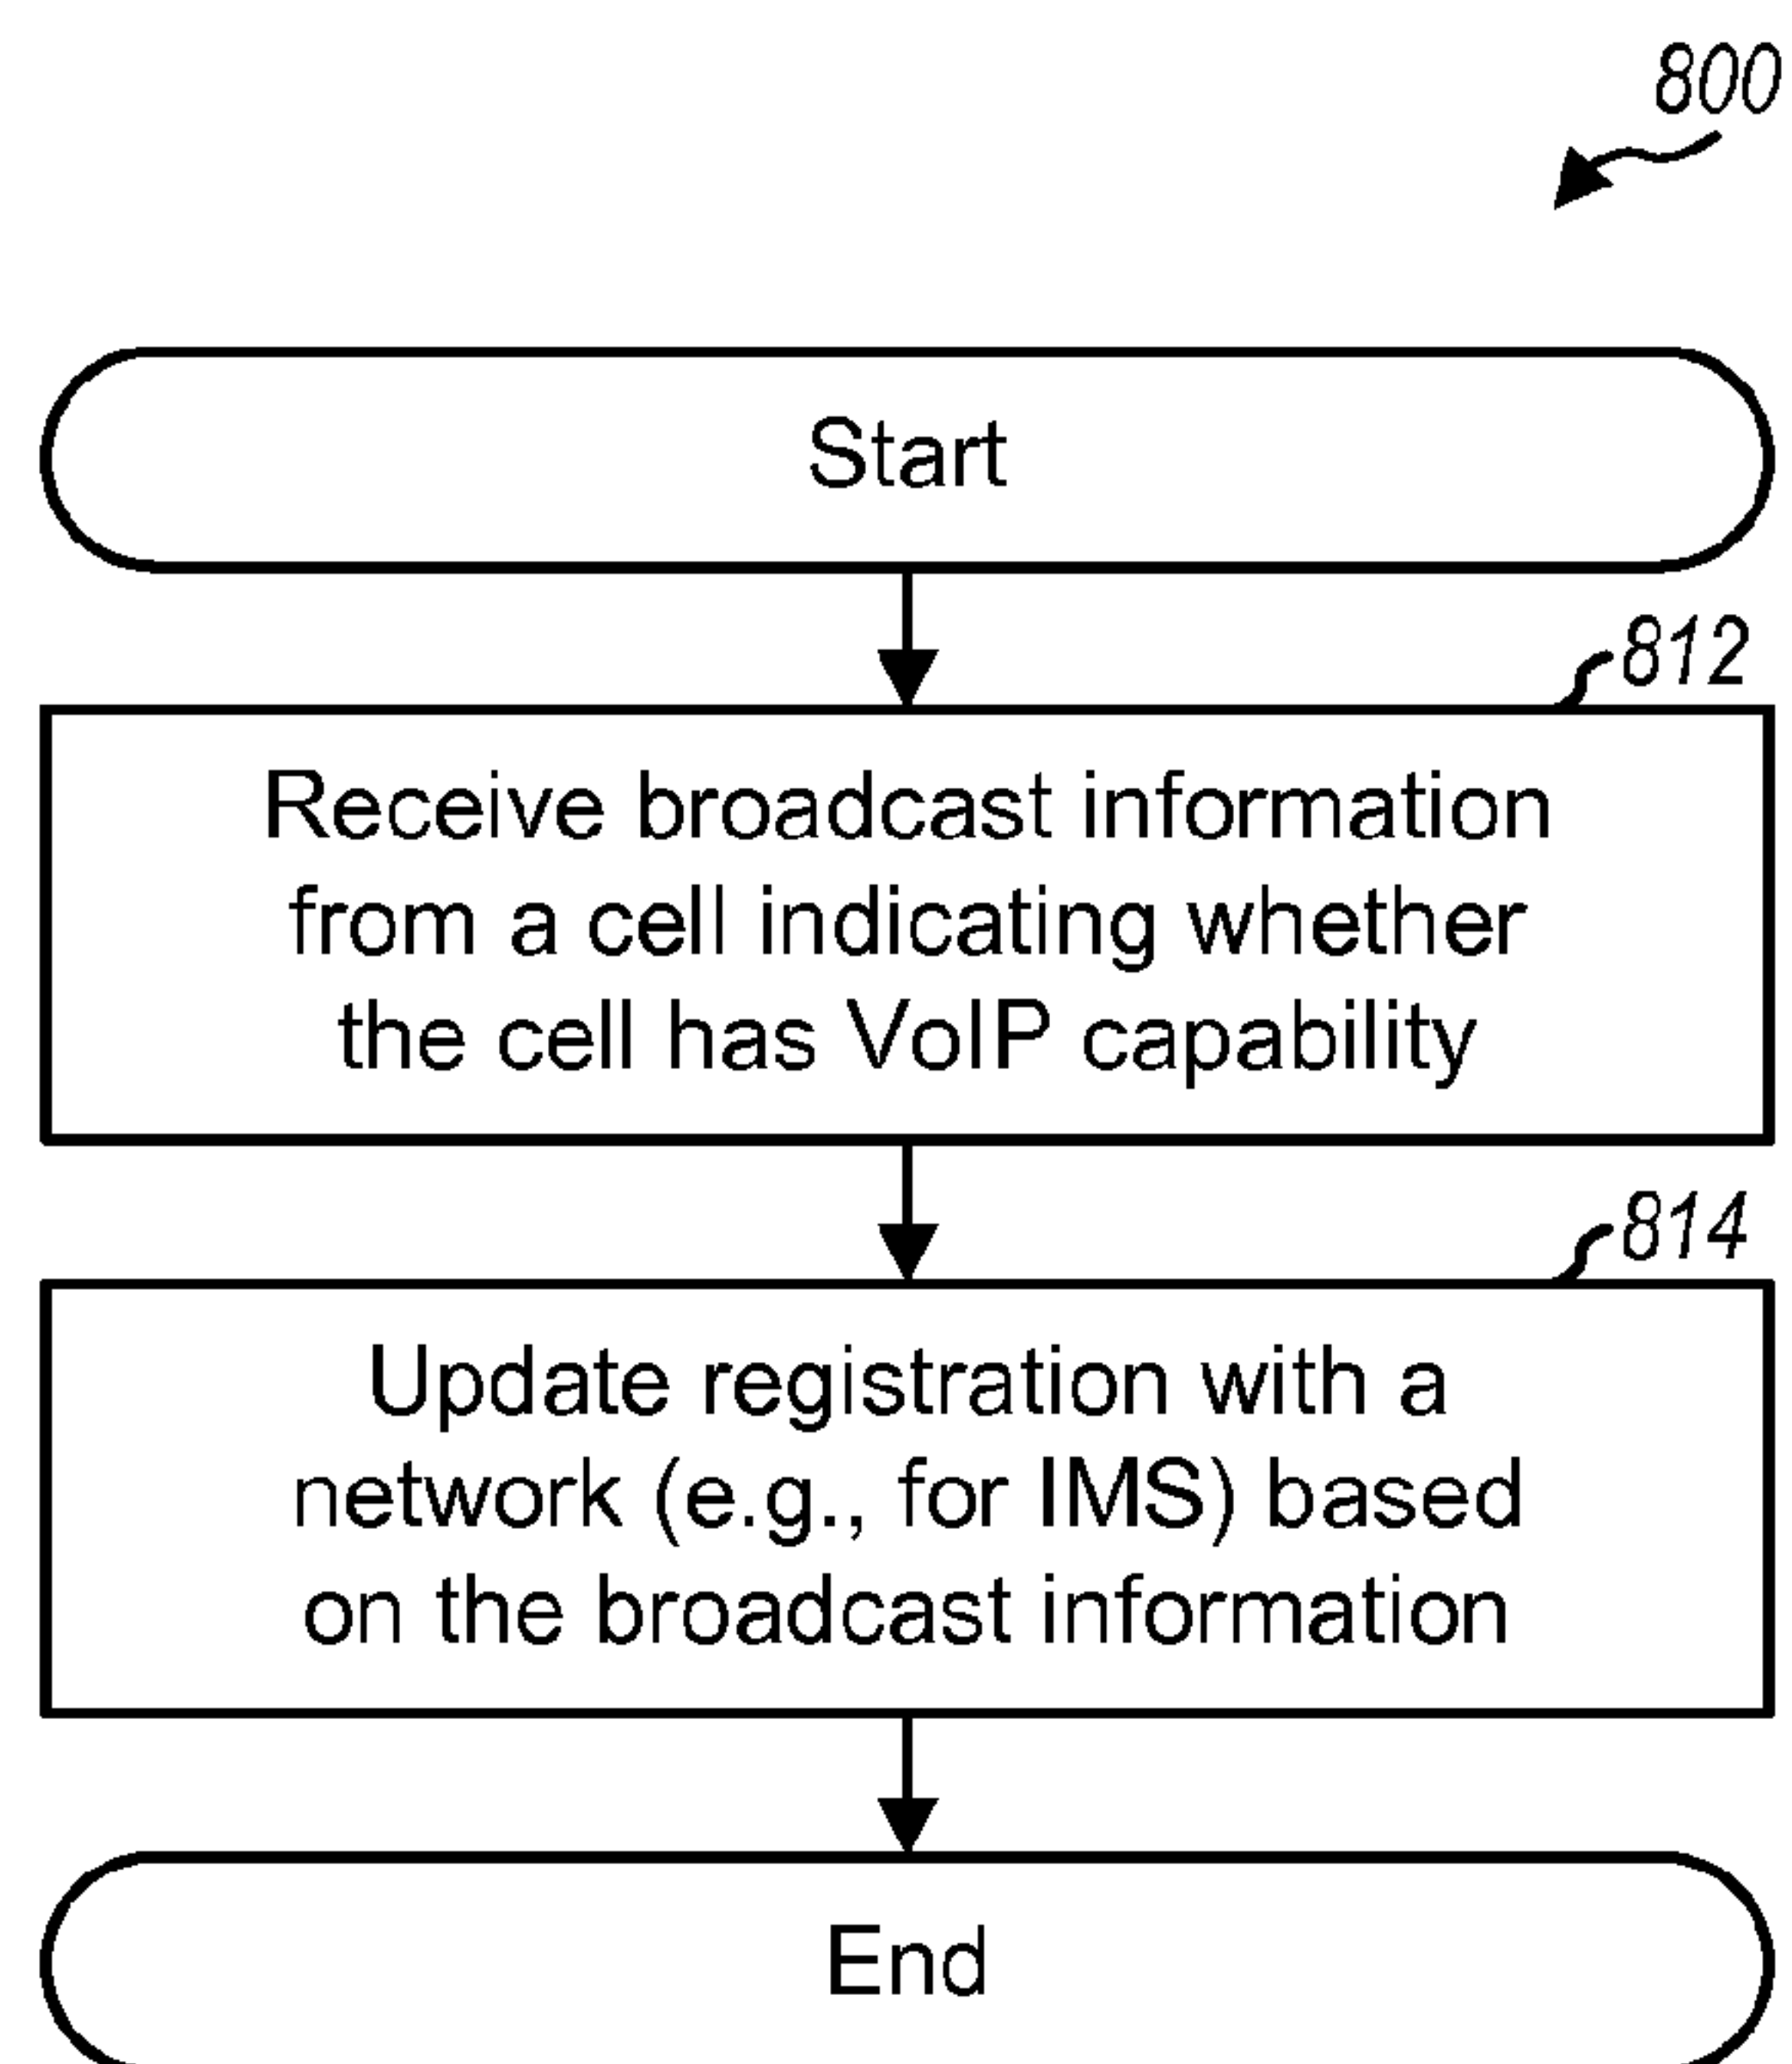 800
Start
812
Receive broadcast information
from a cell indicating whether
the cell has VoIP capability
814
Update registration with a
network (e.g., for IMS) based
on the broadcast information
End